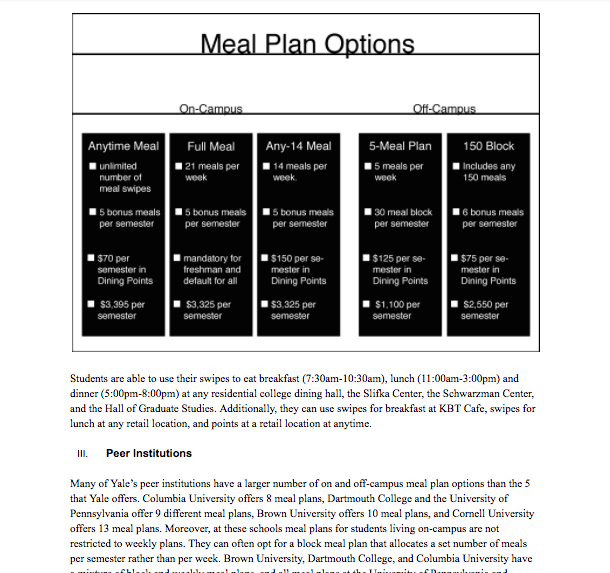 Meal Plan Options
On-Campus
Off-Campus
Anytime Meal
unlimited
number of
meal swipes
5 bonus meals
per semester
$70 per
semester in
Dining Points
$3,395 per
semester
Full Meal
21 meals per
week
5 bonus meals
per semester
mandatory for
freshman and
default for all
$3,325 per
semester
Any-14 Meal
14 meals per
week.
5 bonus meals
per semester
$150 per se-
mester in
Dining Points
$3,325 per
semester
5-Meal Plan
5 meals per
week
30 meal block
per semester
$125 per se-
mester in
Dining Points
$1,100 per
semester
150 Block
Includes any
150 meals
6 bonus meals
per semester
$75 per se-
mester in
Dining Points
$2,550 per
semester
Students are able to use their swipes to eat breakfast (7:30am-10:30am), lunch (11:00am-3:00pm) and
dinner (5:00pm-8:00pm) at any residential college dining hall, the Slifka Center, the Schwarzman Center,
and the Hall of Graduate Studies. Additionally, they can use swipes for breakfast at KBT Cafe, swipes for
lunch at any retail location, and points at a retail location at anytime.
III. Peer Institutions
Many of Yale's peer institutions have a larger number of on and off-campus meal plan options than the 5
that Yale offers. Columbia University offers 8 meal plans, Dartmouth College and the University of
Pennsylvania offer 9 different meal plans, Brown University offers 10 meal plans, and Cornell University
offers 13 meal plans. Moreover, at these schools meal plans for students living on-campus are not
restricted to weekly plans. They can often opt for a block meal plan that allocates a set number of meals
per semester rather than per week. Brown University, Dartmouth College, and Columbia University have